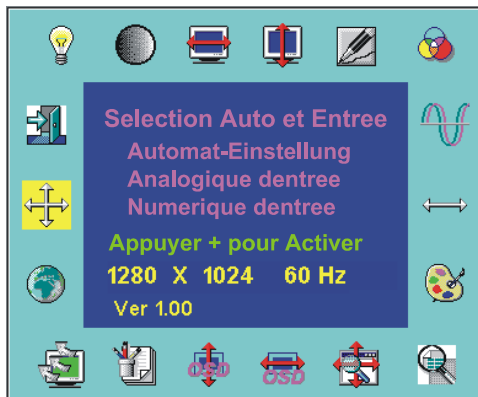 Selection Auto et Entree
Automat-Einstellung
Analogique dentree
Numerique dentree
Appuyer + pour Activer
1280 X 1024 60 Hz
Ver 1.00
OSD OSD